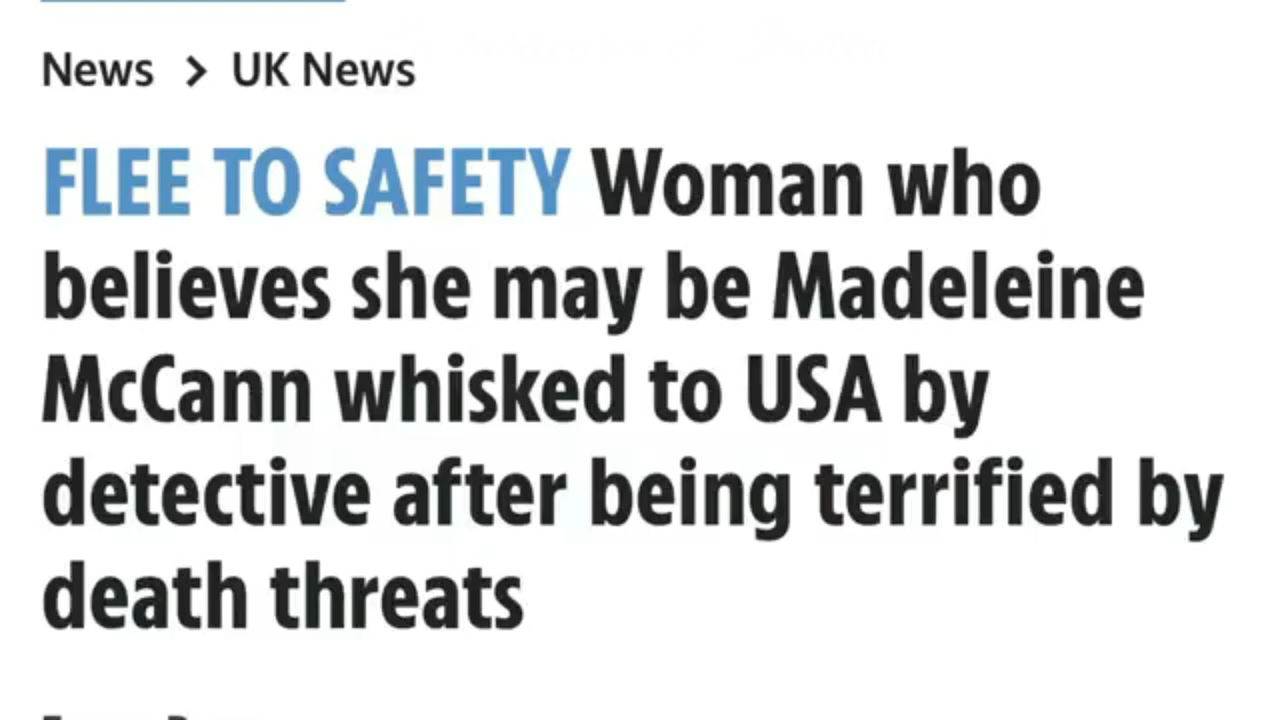 News > UK News
FLEE TO SAFETY Woman who
believes she may be Madeleine
McCann whisked to USA by
detective after being terrified by
death threats